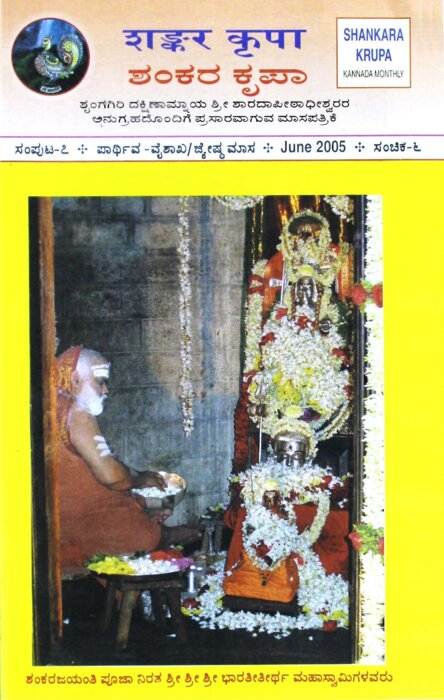 शङ्कर कृपा
ಶಂಕರ ಕೃಪಾ
SHANKARA
KRUPA
KANNADA MONTHLY
ಶೃಂಗಗಿರಿ ದಕ್ಷಿಣಾಮ್ನಾಯ ಶ್ರೀ ಶಾರದಾಪೀಠಾಧೀಶ್ವರರ
ಅನುಗ್ರಹದೊಂದಿಗೆ ಪ್ರಸಾರವಾಗುವ ಮಾಸಪತ್ರಿಕೆ
ಸಂಪುಟ-೭ ✣ ಪಾರ್ಥಿವ -ವೈಶಾಖ/ಜ್ಯೇಷ್ಠಮಾಸ ✣ June 2005 ✣ ಸಂಚಿಕೆ-೬
ಶಂಕರಜಯಂತಿ ಪೂಜಾ ನಿರತ ಶ್ರೀ ಶ್ರೀ ಶ್ರೀ ಭಾರತೀತೀರ್ಥ ಮಹಾಸ್ವಾಮಿಗಳವರು